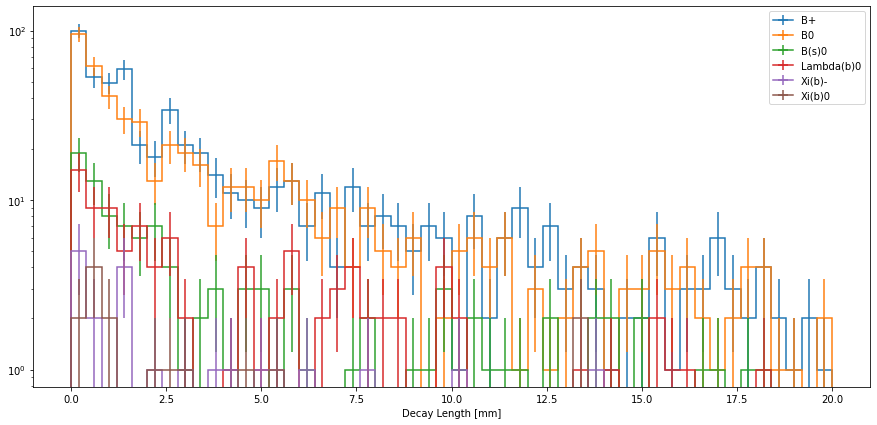 B+
B0
B(s)0
Lambda(b)0
Xi(b)-
Xi(b)0
10²
10¹
10⁰
0.0 2.5 5.0 7.5 10.0 12.5 15.0 17.5 20.0
Decay Length [mm]